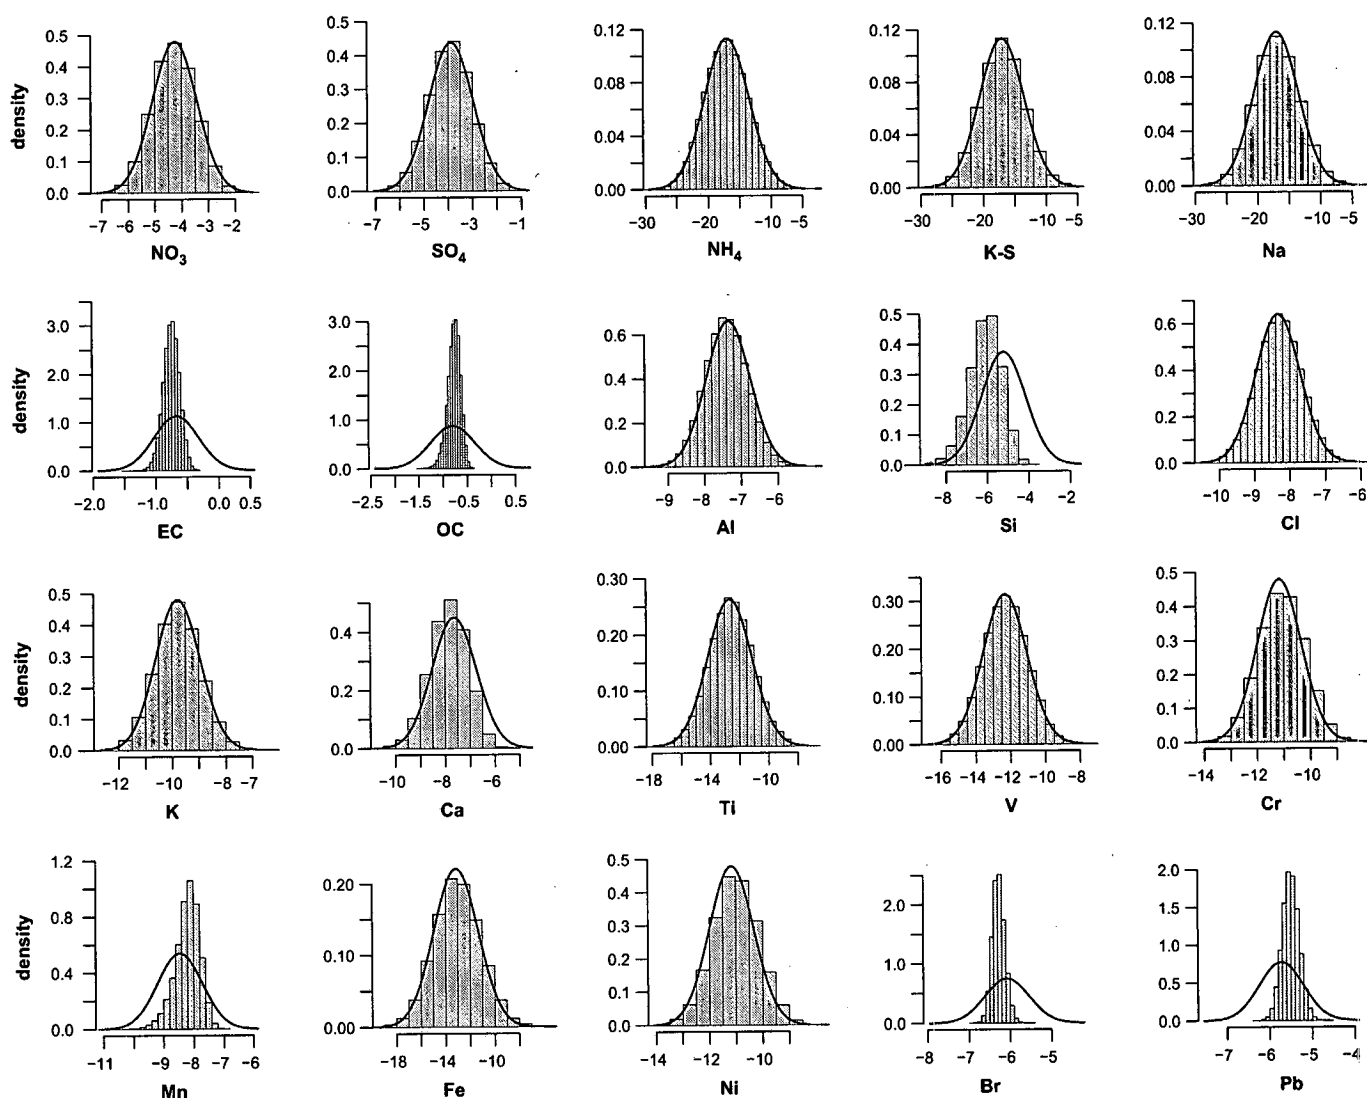 density
0.5
0.4
0.3
0.2
0.1
0.0
-7 -6 -5 -4 -3 -2
NO3
0.5
0.4
0.3
0.2
0.1
0.0
-7 -5 -3 -1
SO4
0.12
0.08
0.04
0.00
-30 -20 -10 -5
NH4
0.12
0.08
0.04
0.00
-30 -20 -10 -5
K-S
0.12
0.08
0.04
0.00
-30 -20 -10 -5
Na
density
3.0
2.0
1.0
0.0
-2.0 -1.0 0.0 0.5
EC
3.0
2.0
1.0
0.0
-2.5 -1.5 -0.5 0.5
OC
0.6
0.4
0.2
0.0
-9 -8 -7 -6
Al
0.5
0.4
0.3
0.2
0.1
0.0
-8 -6 -4 -2
Si
0.6
0.4
0.2
0.0
-10 -9 -8 -7 -6
Cl
density
0.5
0.4
0.3
0.2
0.1
0.0
-12 -10 -8 -7
K
0.4
0.2
0.0
-10 -8 -6
Ca
0.30
0.20
0.10
0.00
-18 -14 -10
Ti
0.30
0.20
0.10
0.00
-16 -14 -12 -10 -8
V
0.5
0.4
0.3
0.2
0.1
0.0
-14 -12 -10
Cr
density
1.2
0.8
0.4
0.0
-11 -9 -8 -7 -6
Mn
0.20
0.10
0.00
-18 -14 -10
Fe
0.5
0.4
0.3
0.2
0.1
0.0
-14 -12 -10
Ni
2.0
1.0
0.0
-8 -7 -6 -5
Br
2.0
1.5
1.0
0.5
0.0
-7 -6 -5 -4
Pb